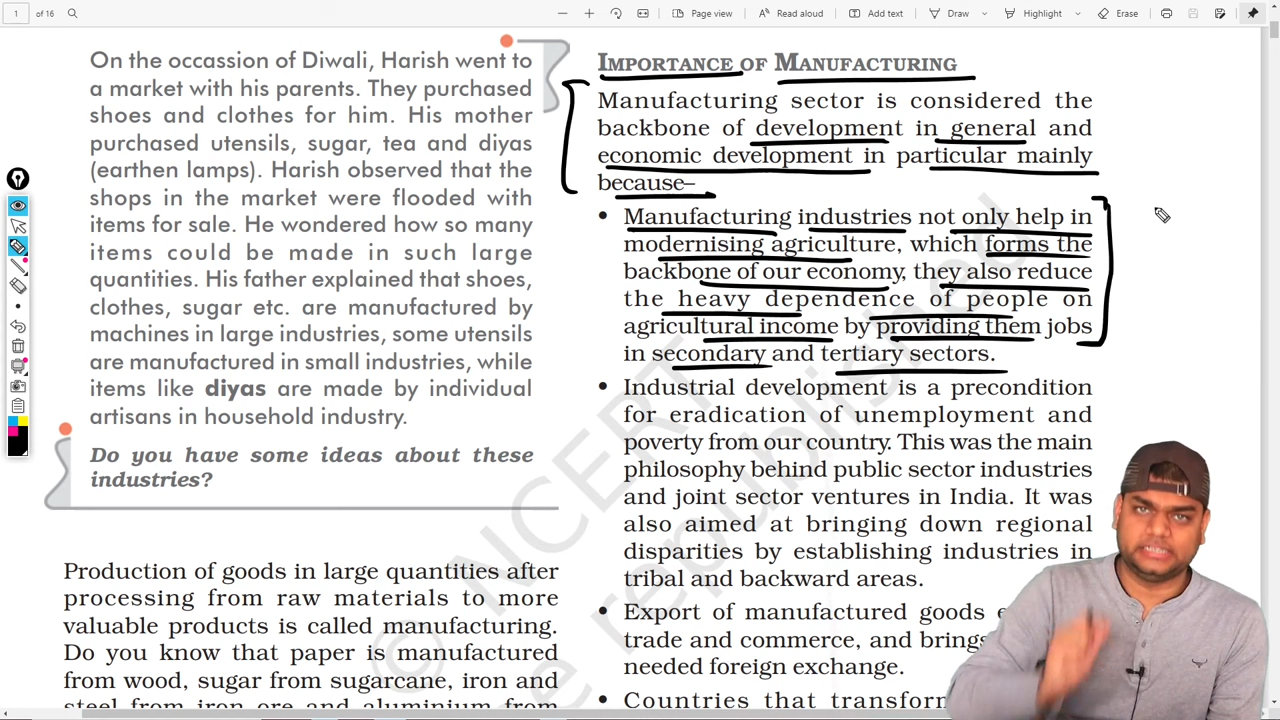 1 of 16 Page view Read aloud Add text Draw Highlight Erase
On the occassion of Diwali, Harish went to
a market with his parents. They purchased
shoes and clothes for him. His mother
purchased utensils, sugar, tea and diyas
(earthen lamps). Harish observed that the
shops in the market were flooded with
items for sale. He wondered how so many
items could be made in such large
quantities. His father explained that shoes,
clothes, sugar etc. are manufactured by
machines in large industries, some utensils
are manufactured in small industries, while
items like diyas are made by individual
artisans in household industry.
Do you have some ideas about these
industries?
Production of goods in large quantities after
processing from raw materials to more
valuable products is called manufacturing.
Do you know that paper is manufactured
from wood, sugar from sugarcane, iron and
steel from iron ore and aluminium from
IMPORTANCE OF MANUFACTURING
Manufacturing sector is considered the
backbone of development in general and
economic development in particular mainly
because–
• Manufacturing industries not only help in
modernising agriculture, which forms the
backbone of our economy, they also reduce
the heavy dependence of people on
agricultural income by providing them jobs
in secondary and tertiary sectors.
• Industrial development is a precondition
for eradication of unemployment and
poverty from our country. This was the main
philosophy behind public sector industries
and joint sector ventures in India. It was
also aimed at bringing down regional
disparities by establishing industries in
tribal and backward areas.
• Export of manufactured goods
trade and commerce, and brings
needed foreign exchange.
• Countries that transform
© NCERT
republished